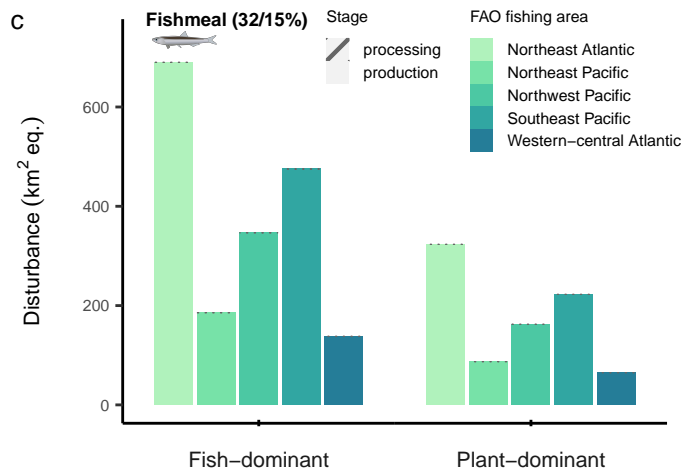 c
Fishmeal (32/15%)
Stage
processing
production
FAO fishing area
Northeast Atlantic
Northeast Pacific
Northwest Pacific
Southeast Pacific
Western−central Atlantic
Disturbance (km² eq.)
600
400
200
0
Fish−dominant
Plant−dominant